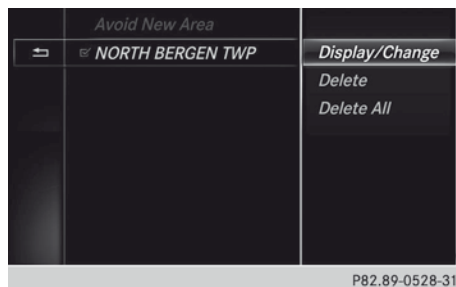 Avoid New Area
NORTH BERGEN TWP
Display/Change
Delete
Delete All
P82.89-0528-31